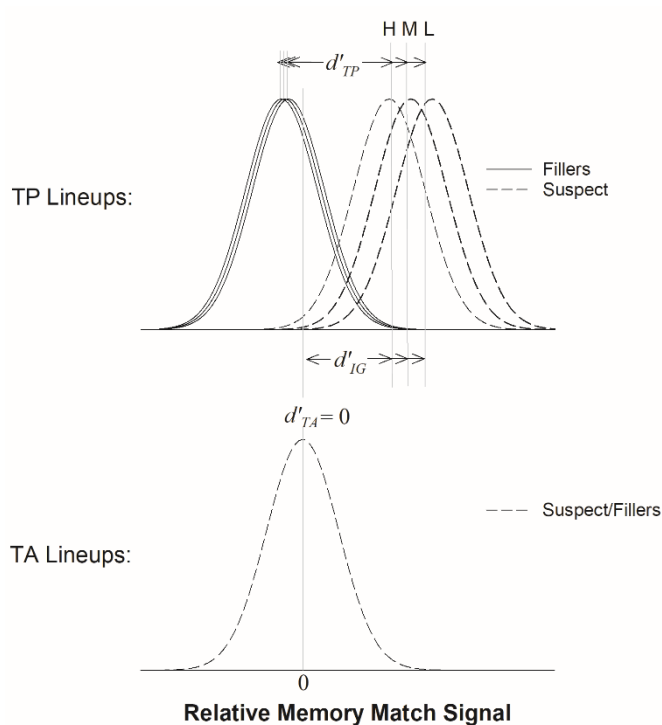 H M L
d'TP
Fillers
Suspect
TP Lineups:
d'IG
d'TA = 0
Suspect/Fillers
TA Lineups:
0
Relative Memory Match Signal